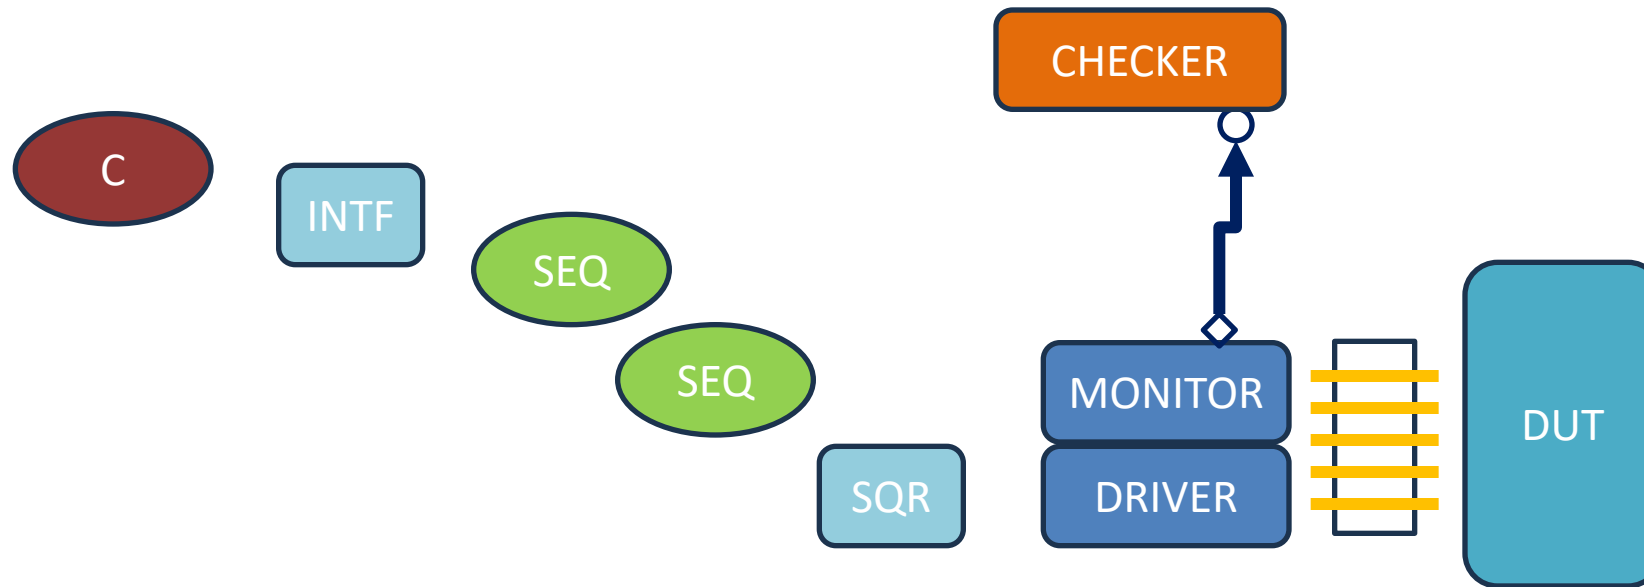 CHECKER
C
INTF
SEQ
SEQ
MONITOR
DUT
SQR
DRIVER